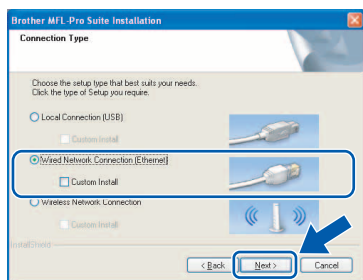 Brother MFL-Pro Suite Installation
Connection Type
Choose the setup type that best suits your needs.
Click the type of Setup you require.
Local Connection (USB)
Custom Install
Wired Network Connection (Ethernet)
Custom Install
Wireless Network Connection
Custom Install
InstallShield
< Back
Next >
Cancel